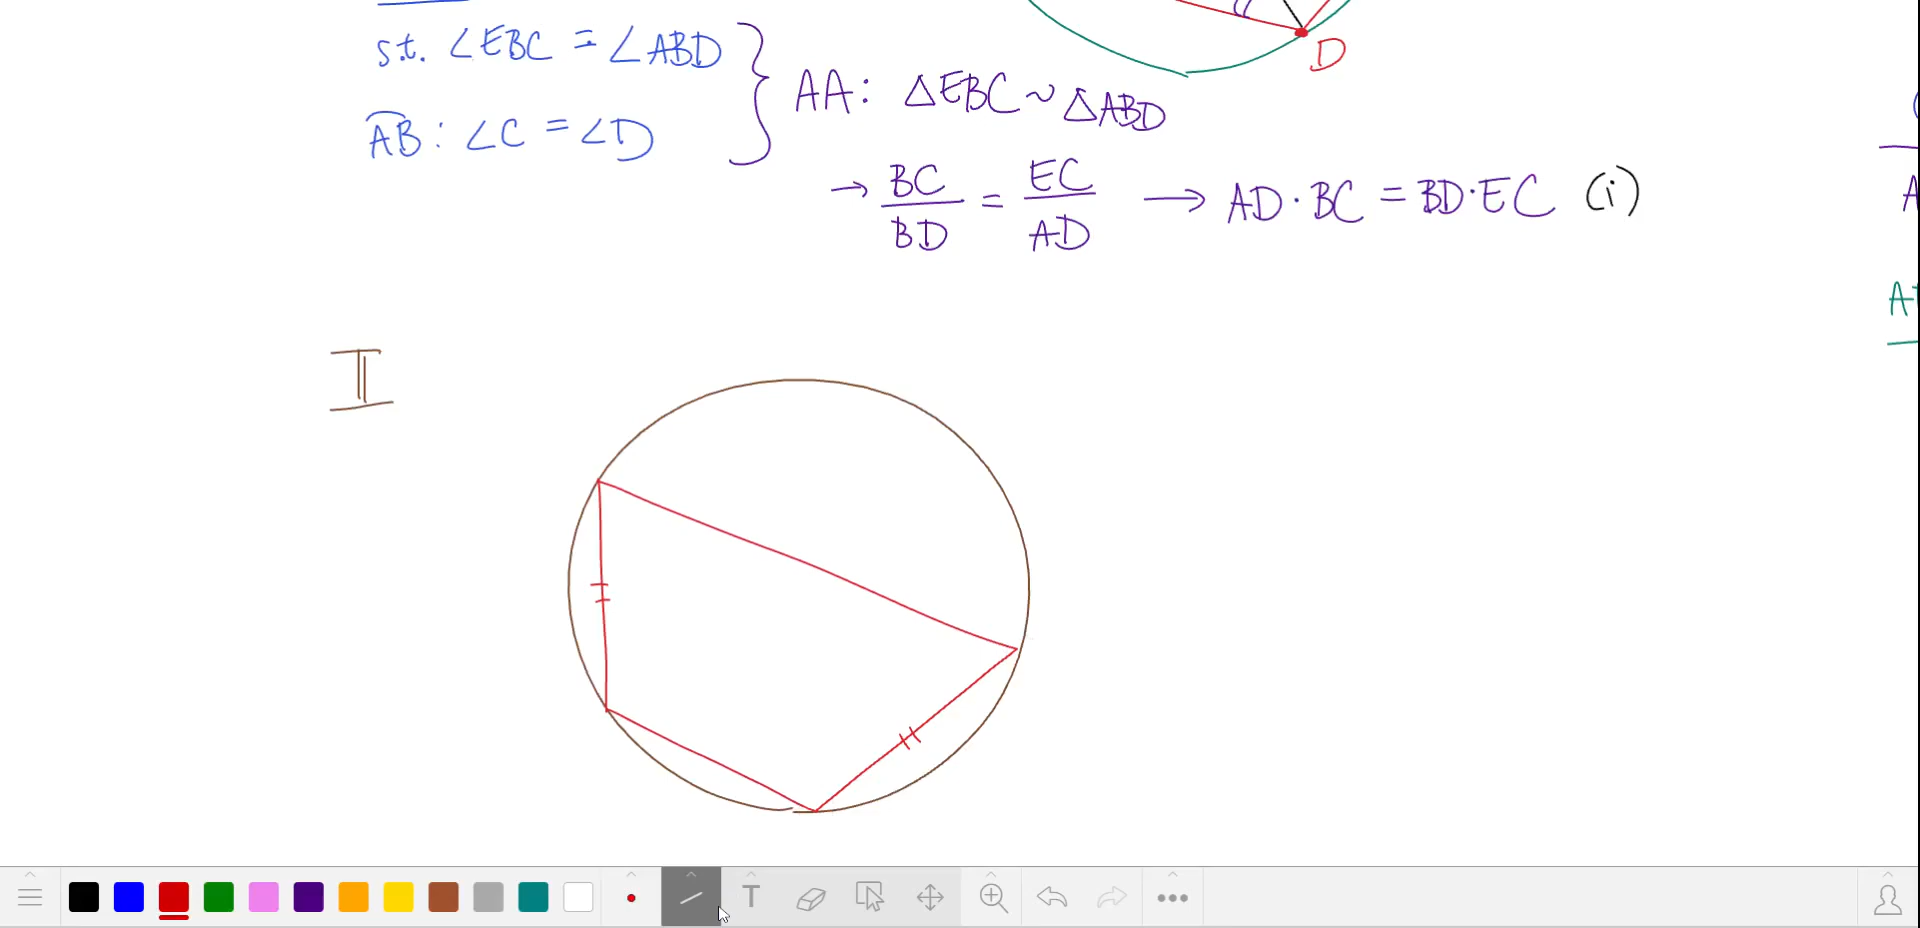 s.t. ∠EBC = ∠ABD
AA: △EBC ~ △ABD
D
AB: ∠C = ∠D
→ BC/BD = EC/AD → AD · BC = BD · EC (i)
A
A
II
T